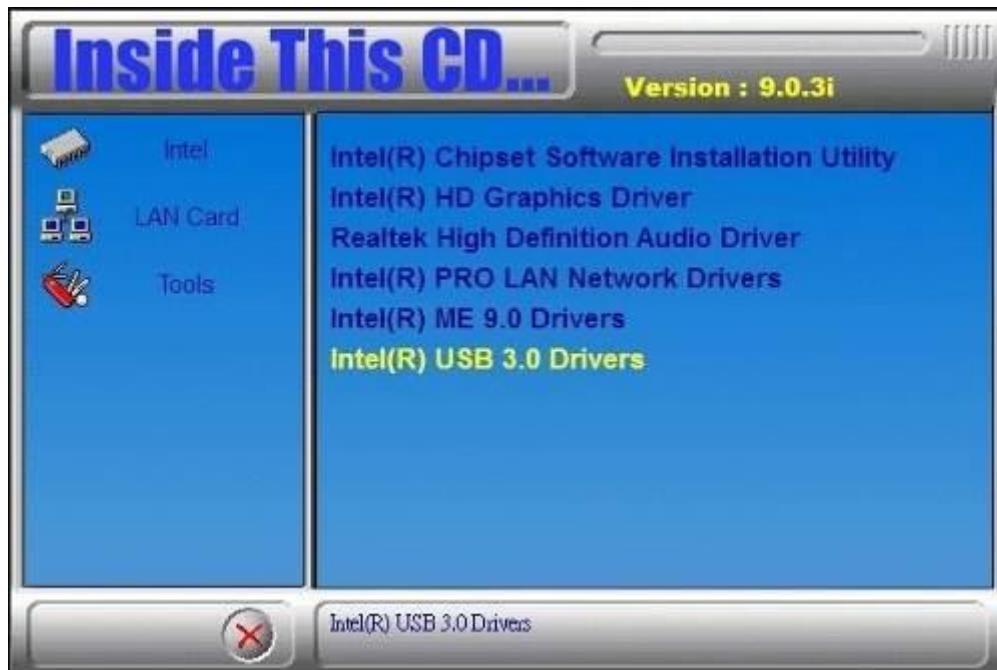 Inside This CD...
Version : 9.0.3i
Intel
LAN Card
Tools
Intel(R) Chipset Software Installation Utility
Intel(R) HD Graphics Driver
Realtek High Definition Audio Driver
Intel(R) PRO LAN Network Drivers
Intel(R) ME 9.0 Drivers
Intel(R) USB 3.0 Drivers
Intel(R) USB 3.0 Drivers